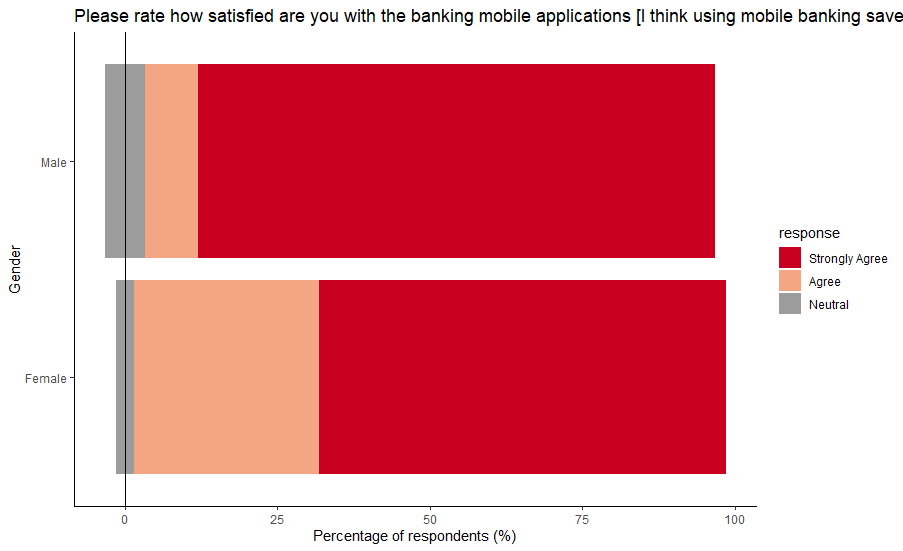 Please rate how satisfied are you with the banking mobile applications [I think using mobile banking save
Male
Female
Gender
0 25 50 75 100
Percentage of respondents (%)
response
Strongly Agree
Agree
Neutral